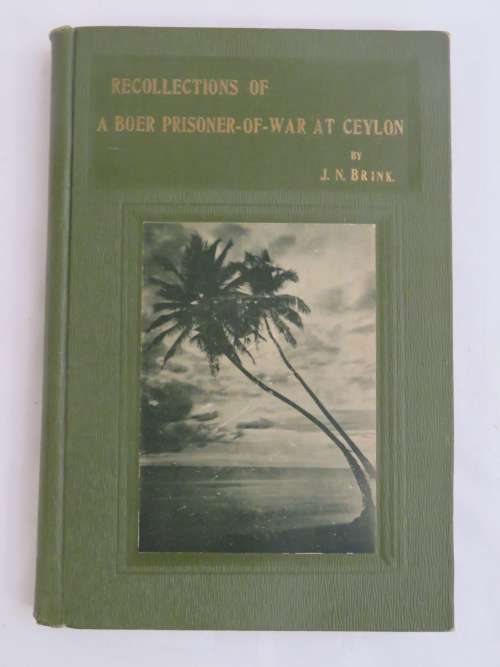 RECOLLECTIONS OF
A BOER PRISONER-OF-WAR AT CEYLON
BY
J. N. BRINK.